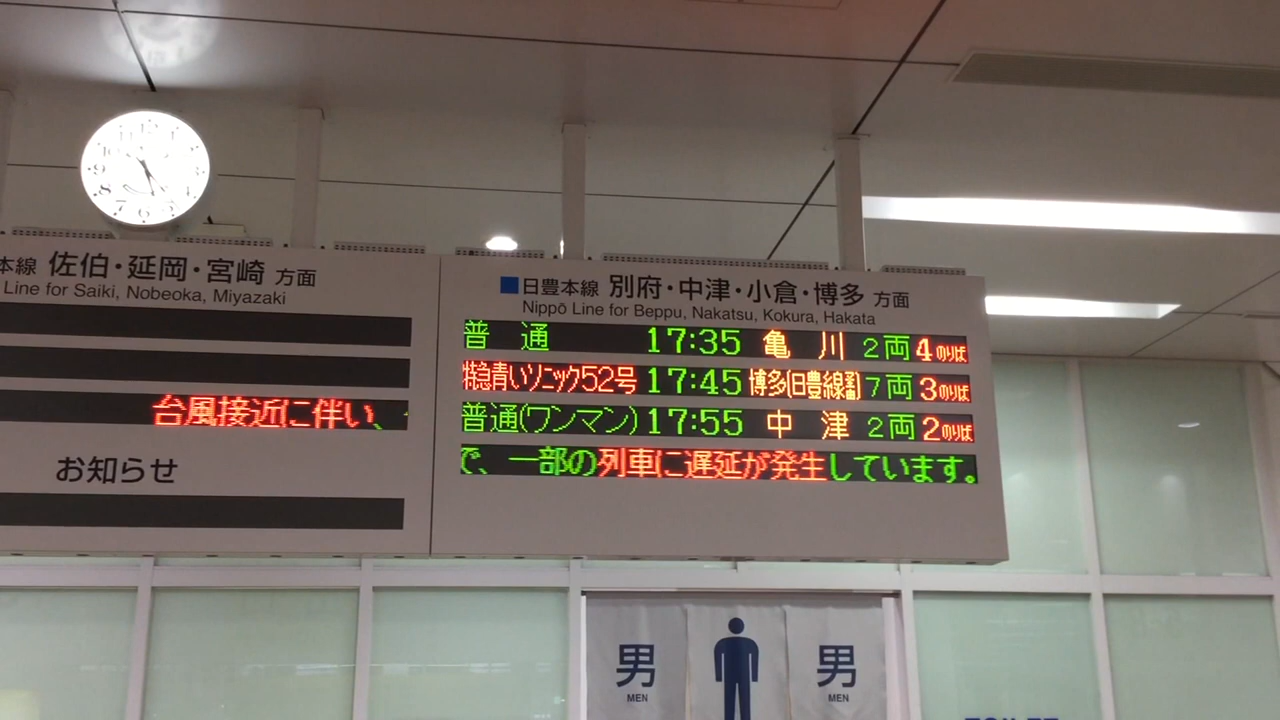 本線 佐伯・延岡・宮崎 方面
Line for Saiki, Nobeoka, Miyazaki
台風接近に伴い、
お知らせ
日豊本線 別府・中津・小倉・博多 方面
Nippō Line for Beppu, Nakatsu, Kokura, Hakata
普通 17:35 亀川 2両 4のりば
特急青いソニック52号 17:45 博多(日豊線 7両 3のりば
普通(ワンマン) 17:55 中津 2両 2のりば
で、一部の列車に遅延が発生しています。
男 男
MEN MEN